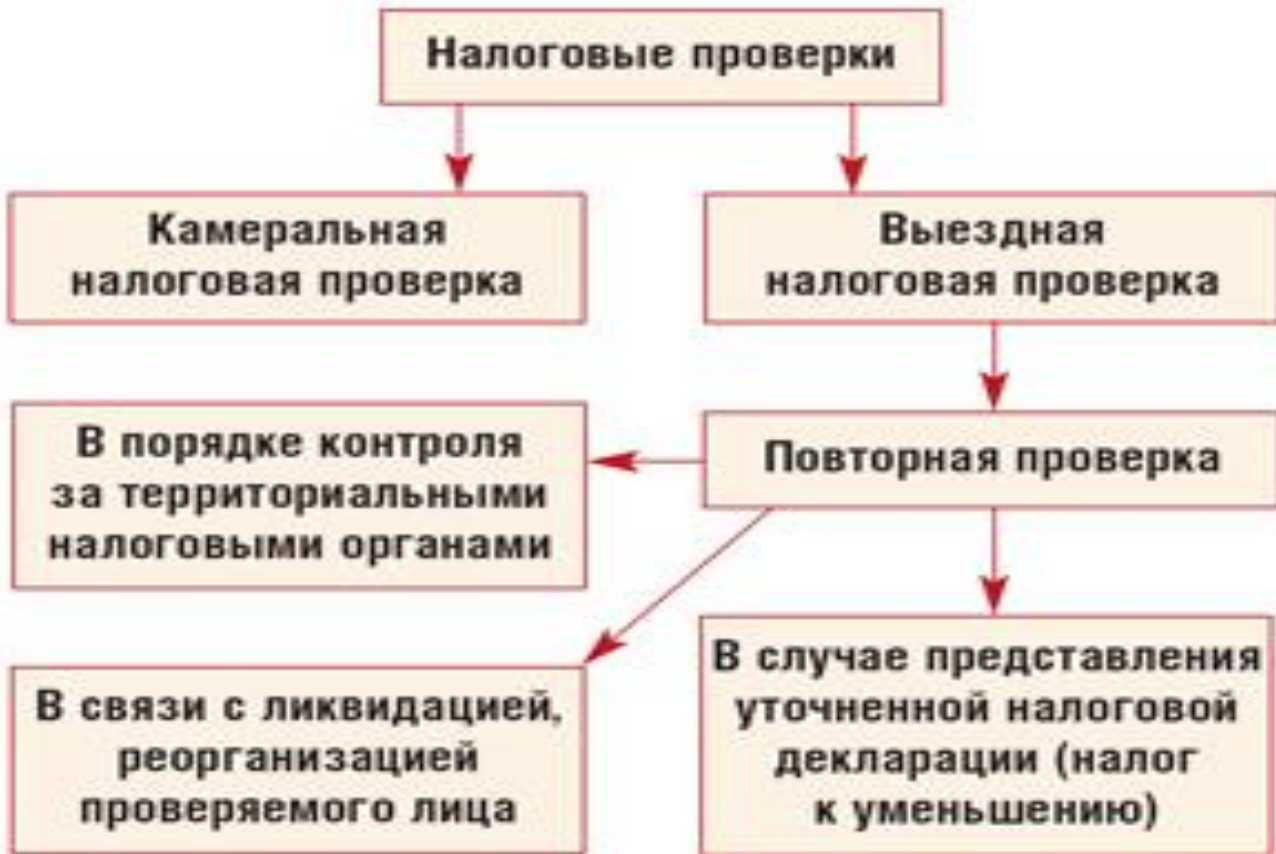 Налоговые проверки
Камеральная
налоговая проверка
Выездная
налоговая проверка
В порядке контроля
за территориальными
налоговыми органами
Повторная проверка
В связи с ликвидацией,
реорганизацией
проверяемого лица
В случае представления
уточненной налоговой
декларации (налог
к уменьшению)